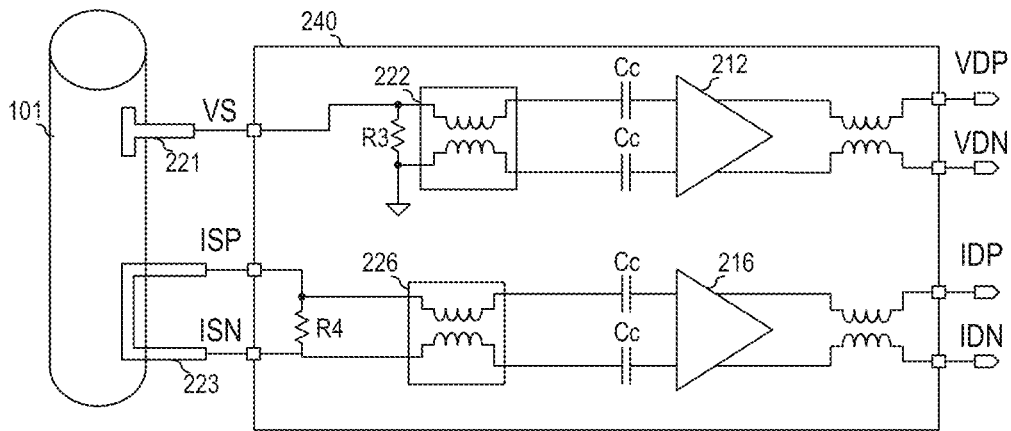 240
VDP
101
222
Cc
212
VS
R3
VDN
221
Cc
ISP
226
Cc
216
IDP
R4
ISN
Cc
IDN
223